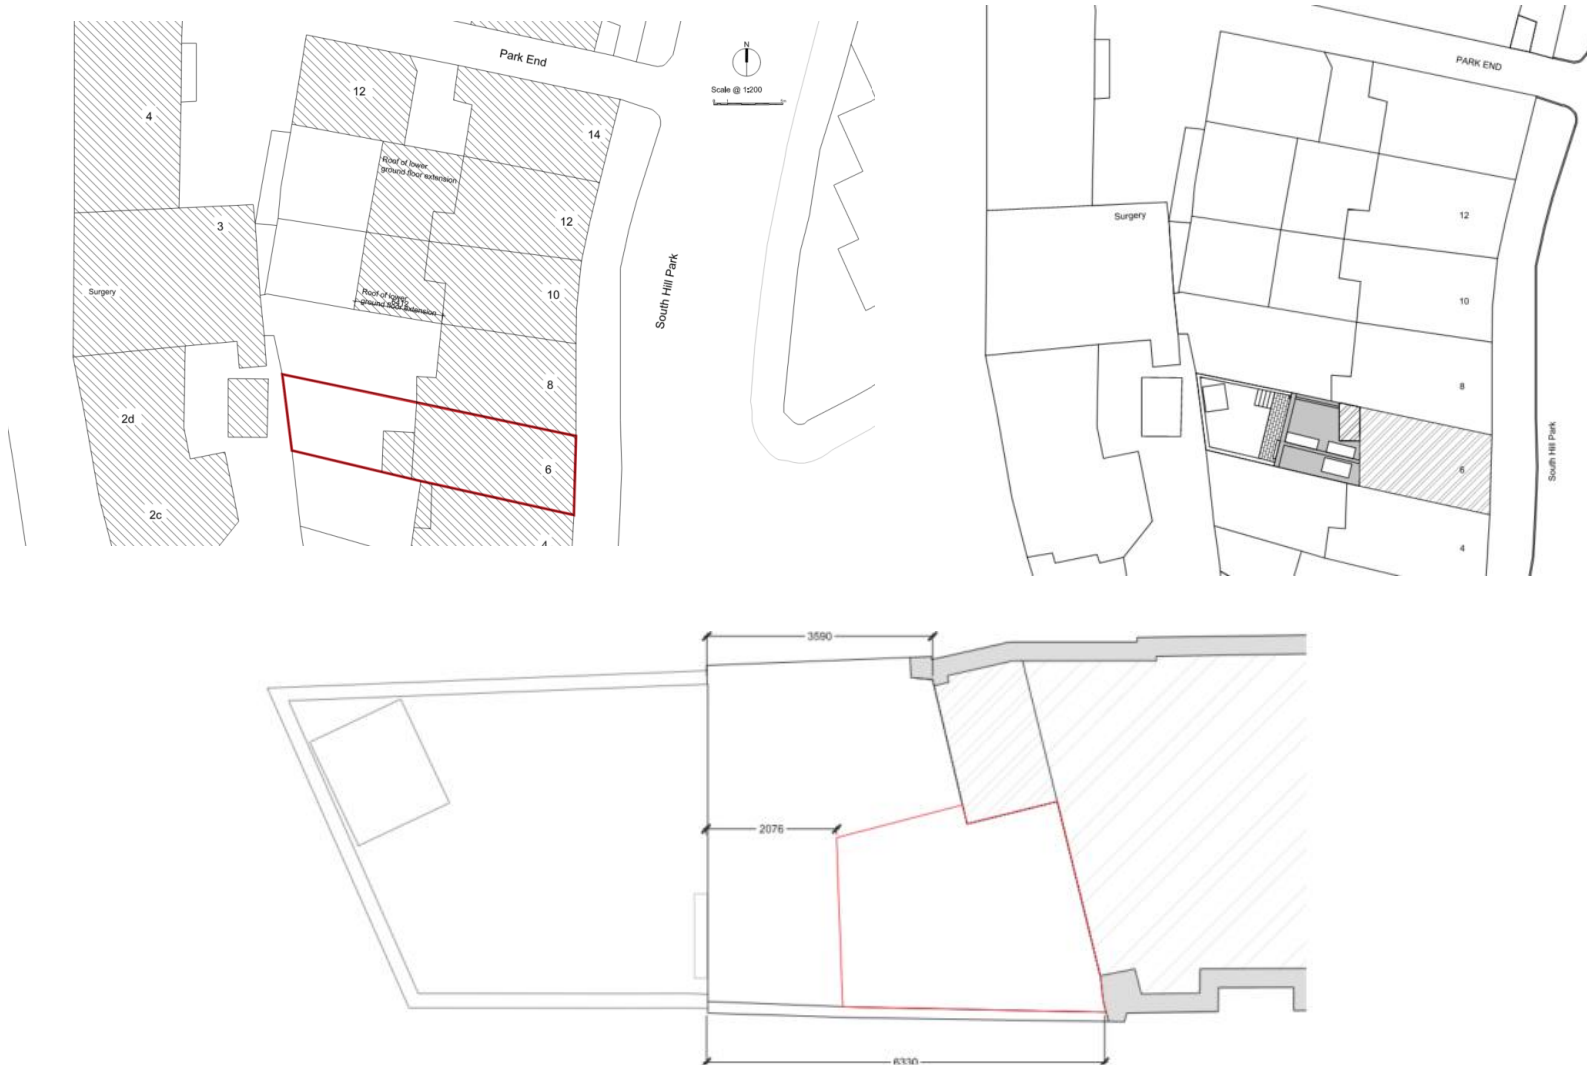 Park End
N
Scale @ 1:200
12
4
14
Roof of lower
ground floor extension
12
3
Surgery
10
Roof of lower
ground floor extension
South Hill Park
8
2d
6
2c
4
PARK END
Surgery
12
10
8
6
4
South Hill Park
3590
2076
6330